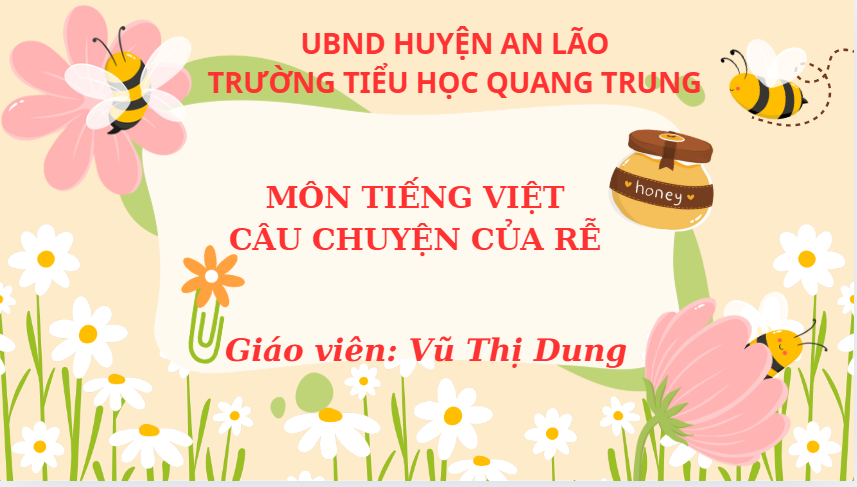 UBND HUYỆN AN LÃO
TRƯỜNG TIỂU HỌC QUANG TRUNG
honey
MÔN TIẾNG VIỆT
CÂU CHUYỆN CỦA RỄ
Giáo viên: Vũ Thị Dung